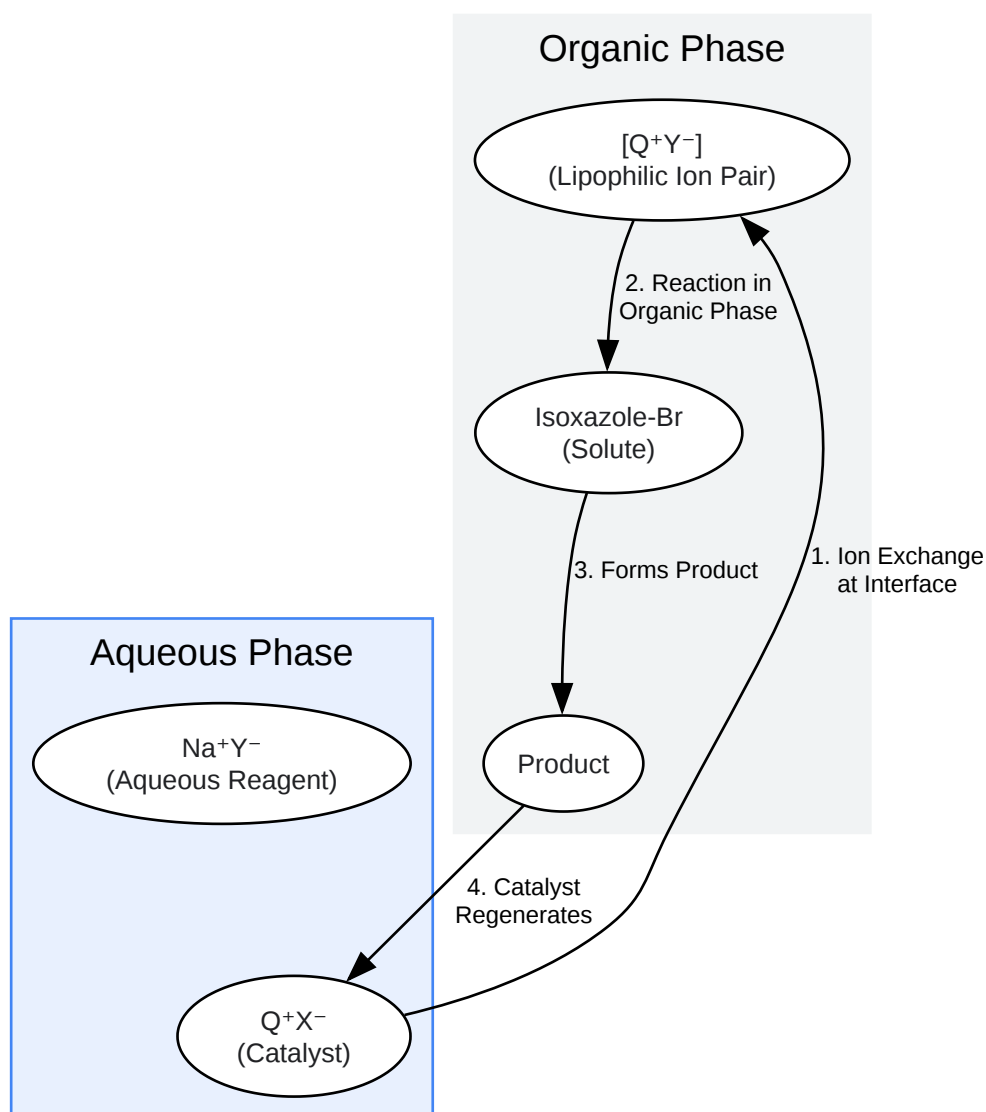 Organic Phase
[Q⁺Y⁻]
(Lipophilic Ion Pair)
2. Reaction in
Organic Phase
Isoxazole-Br
(Solute)
1. Ion Exchange
at Interface
3. Forms Product
Aqueous Phase
Na⁺Y⁻
(Aqueous Reagent)
Product
4. Catalyst
Regenerates
Q⁺X⁻
(Catalyst)